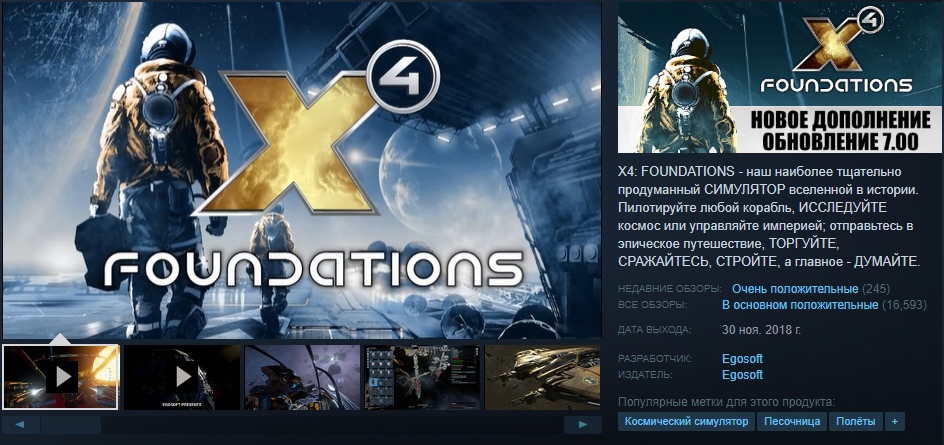 X4
FOUNDATIONS
EGOSOFT PRESENTS
X4
FOUNDATIONS
НОВОЕ ДОПОЛНЕНИЕ
ОБНОВЛЕНИЕ 7.00
X4: FOUNDATIONS - наш наиболее тщательно
продуманный СИМУЛЯТОР вселенной в истории.
Пилотируйте любой корабль, ИССЛЕДУЙТЕ
космос или управляйте империей; отправьтесь в
эпическое путешествие, ТОРГУЙТЕ,
СРАЖАЙТЕСЬ, СТРОЙТЕ, а главное - ДУМАЙТЕ.
НЕДАВНИЕ ОБЗОРЫ: Очень положительные (245)
ВСЕ ОБЗОРЫ: В основном положительные (16,593)
ДАТА ВЫХОДА: 30 ноя. 2018 г.
РАЗРАБОТЧИК: Egosoft
ИЗДАТЕЛЬ: Egosoft
Популярные метки для этого продукта:
Космический симулятор Песочница Полёты +